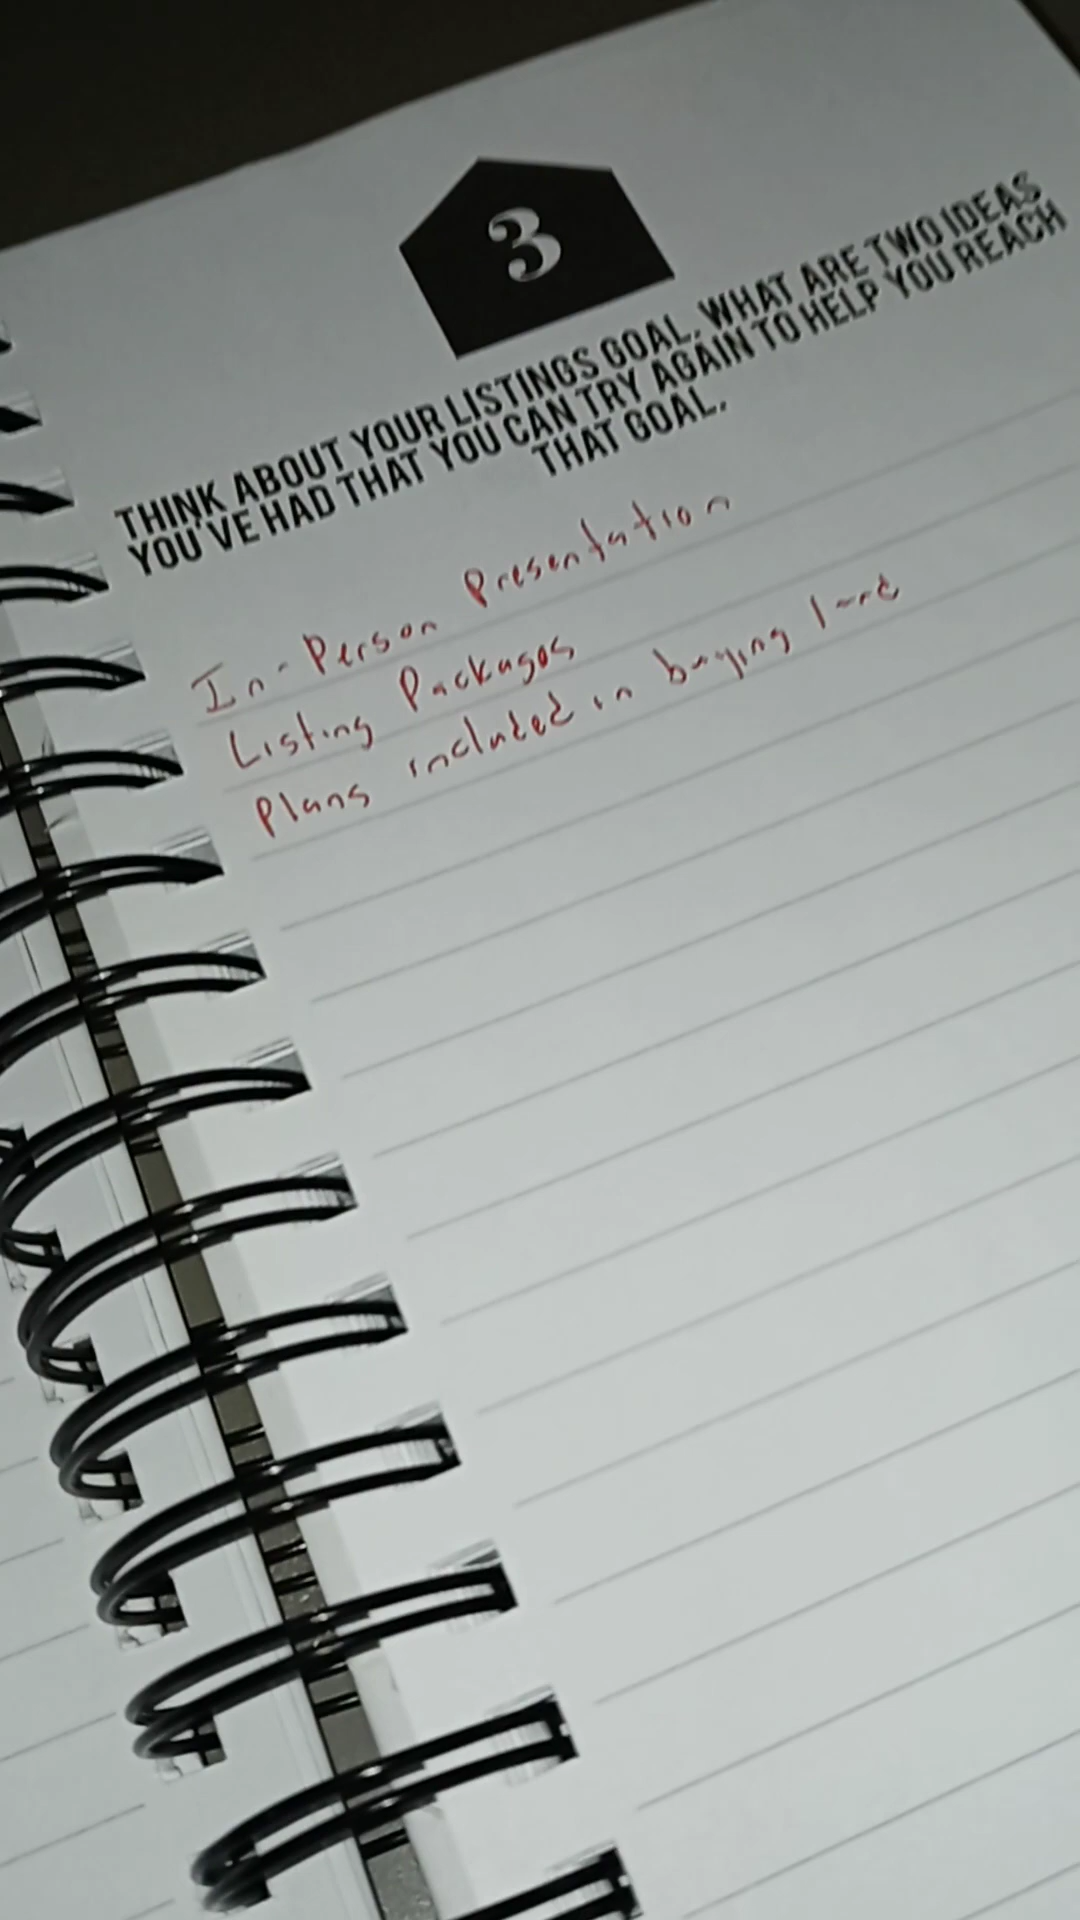 3
THINK ABOUT YOUR LISTINGS GOAL. WHAT ARE TWO IDEAS
YOU'VE HAD THAT YOU CAN TRY AGAIN TO HELP YOU REACH
THAT GOAL.
In-Person Presentation
Listing Packages
Plans included in buying land